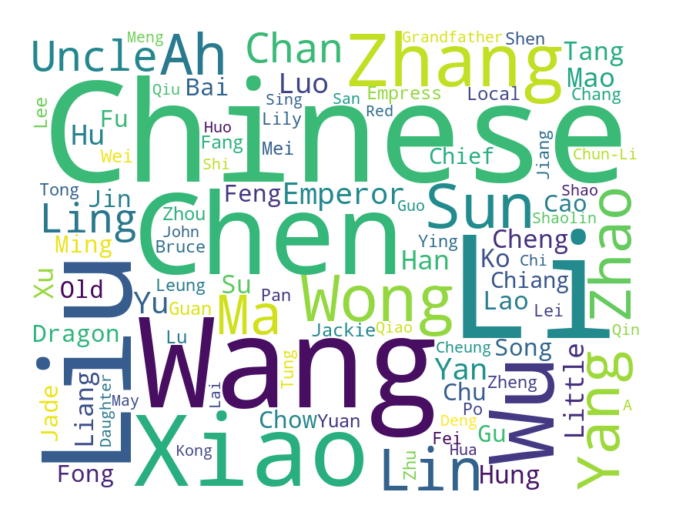 Meng
Grandfather
Shen
Uncle
Ah
Chan
Zhang
Tang
Mao
Chinese
Qiu
Bai
Luo
Sing
San
Empress
Local
Chang
Lee
Fu
Hu
Huo
Lily
Red
Wei
Fang
Shi
Mei
Chief
Jiang
Chun-Li
Tong
Jin
Ling
Feng
Emperor
Chen
Sun
Shao
Cao
Shaolin
Zhao
Zhou
Guo
John
Bruce
Ming
Ying
Cheng
Li
Han
Ko
Chi
Chiang
Xu
Old
Liu
Leung
Su
Pan
Wong
Lao
Lei
Yu
Guan
Ma
Dragon
Lu
Jackie
Qiao
Qin
Wang
Cheung
Song
Yan
Zheng
Wu
Little
Yang
Jade
Liang
Daughter
May
Lai
Tung
Chu
Po
A
Xiao
Chow
Yuan
Deng
Fei
Gu
Hua
Fong
Kong
Lin
Zhu
Hung